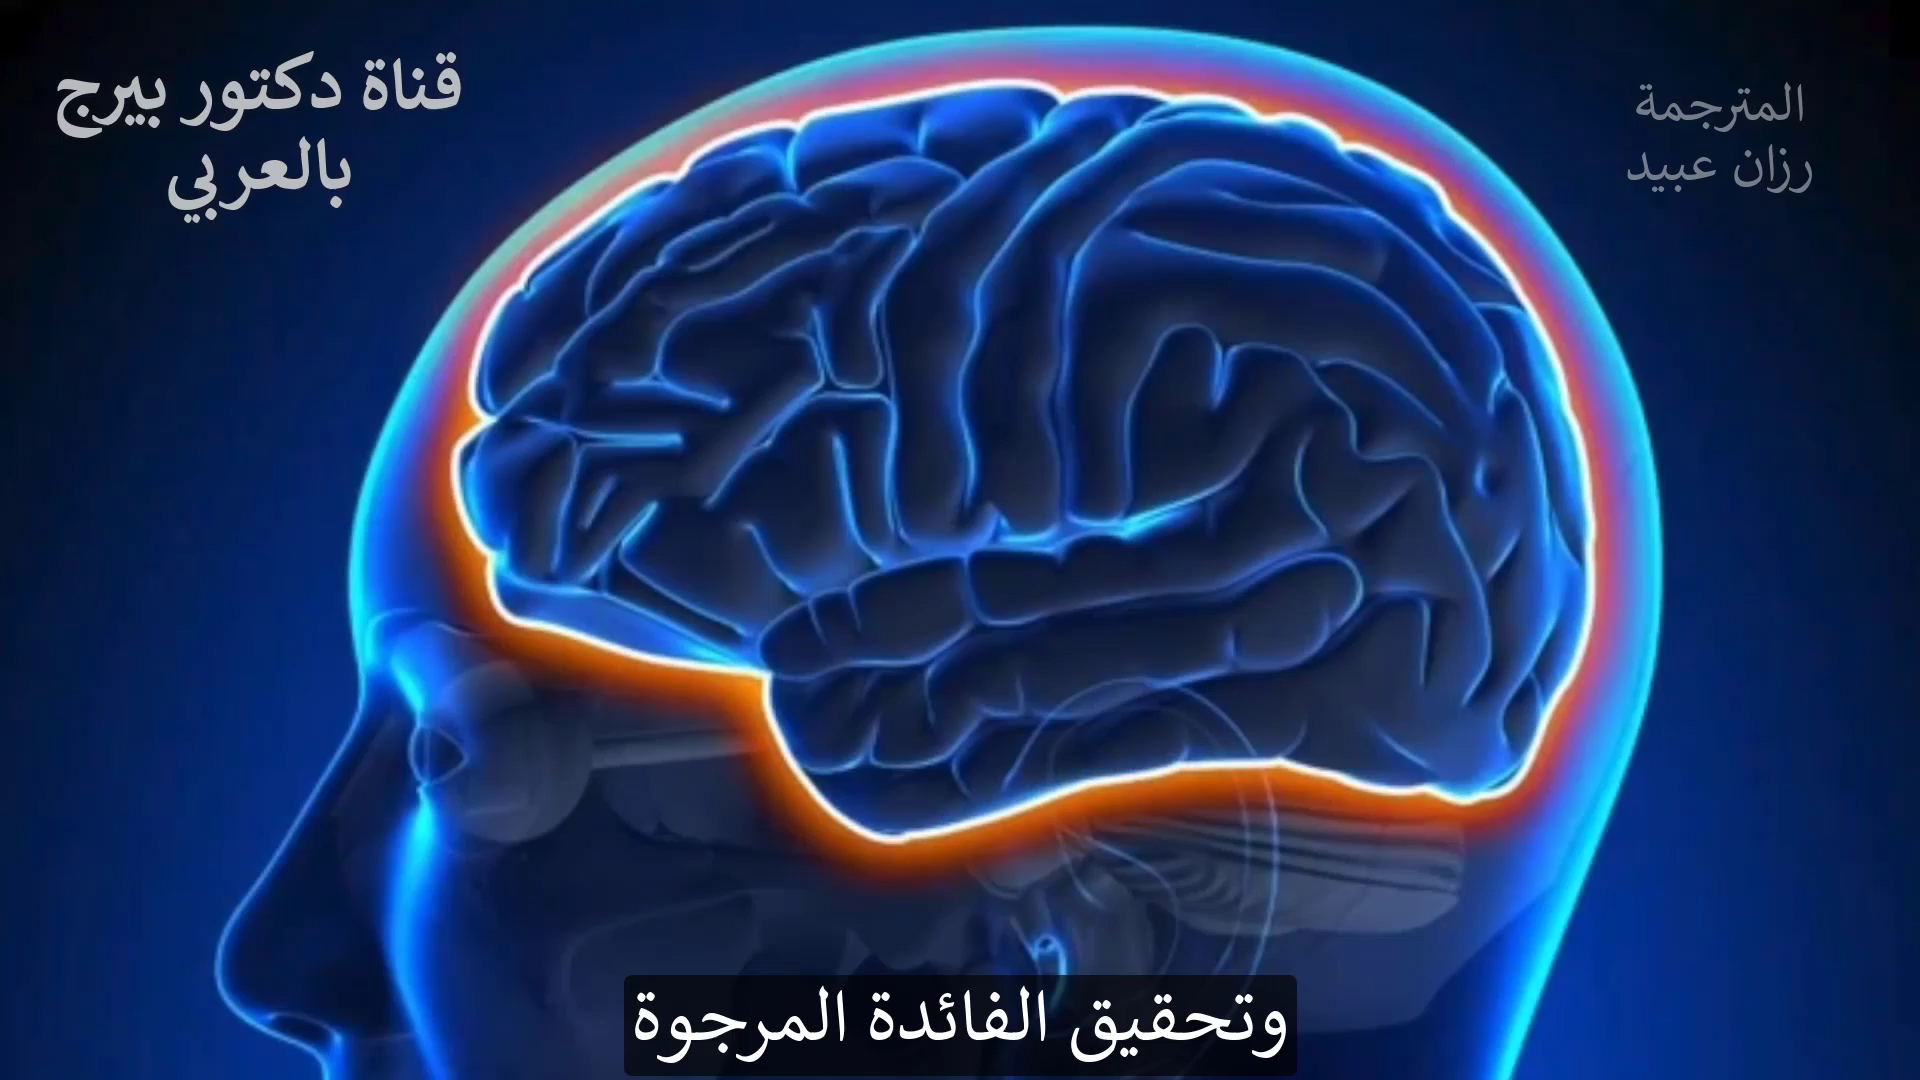 قناة دكتور بيرج
بالعربي
المترجمة
رزان عبيد
وتحقيق الفائدة المرجوة